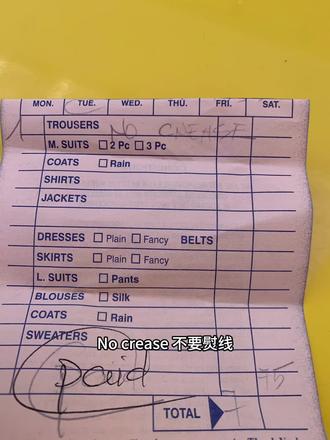 MON. TUE. WED. THU. FRI. SAT.
1 TROUSERS NO CREASE
M. SUITS 2 Pc 3 Pc
COATS Rain
SHIRTS
JACKETS
DRESSES Plain Fancy BELTS
SKIRTS Plain Fancy
L. SUITS Pants
BLOUSES Silk
COATS Rain
SWEATERS
No crease 不要熨线
paid
TOTAL 7 75